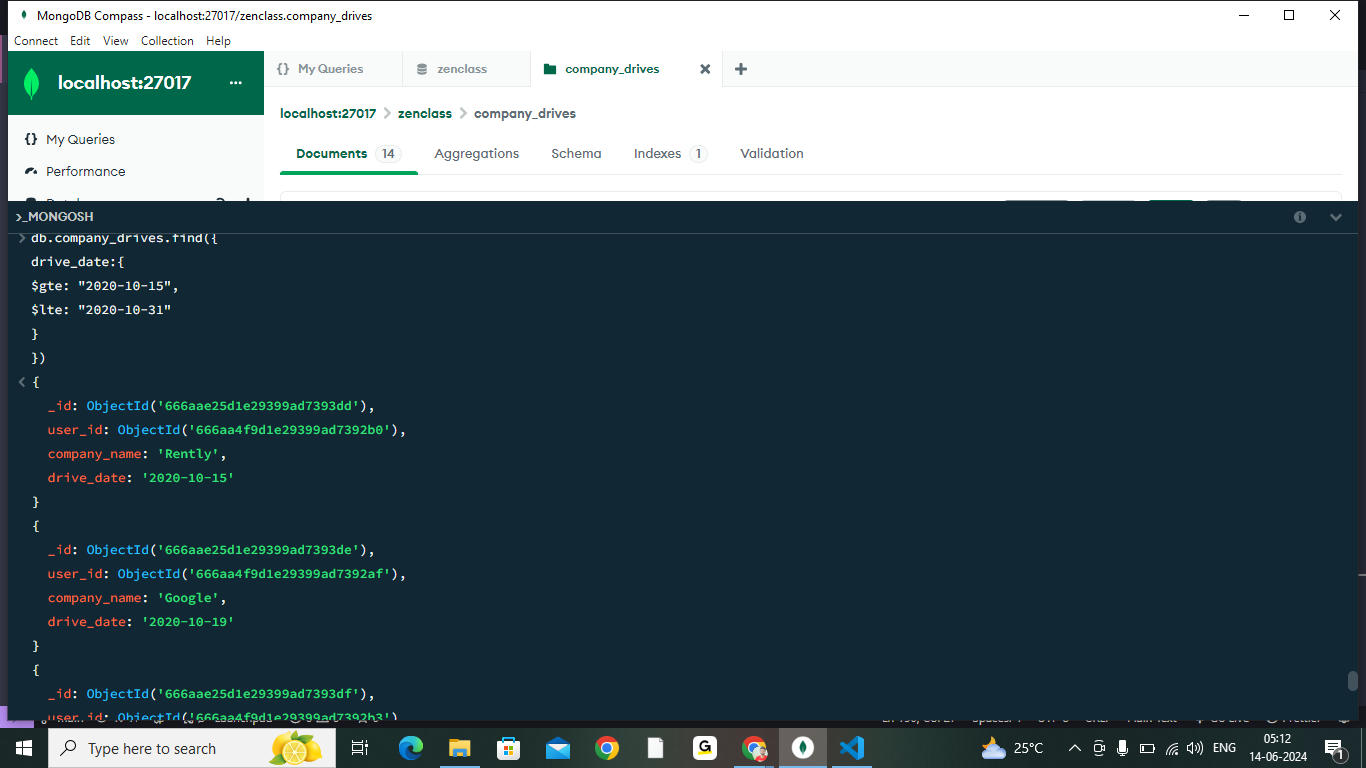 MongoDB Compass - localhost:27017/zenclass.company_drives
Connect Edit View Collection Help
localhost:27017 ...
My Queries
zenclass
company_drives
localhost:27017 > zenclass > company_drives
{} My Queries
Performance
Documents 14
Aggregations
Schema
Indexes 1
Validation
>_MONGOSH
> db.company_drives.find({
drive_date:{
$gte: "2020-10-15",
$lte: "2020-10-31"
}
})
< {
_id: ObjectId('666aae25d1e29399ad7393dd'),
user_id: ObjectId('666aa4f9d1e29399ad7392b0'),
company_name: 'Rently',
drive_date: '2020-10-15'
}
{
_id: ObjectId('666aae25d1e29399ad7393de'),
user_id: ObjectId('666aa4f9d1e29399ad7392af'),
company_name: 'Google',
drive_date: '2020-10-19'
}
{
_id: ObjectId('666aae25d1e29399ad7393df'),
user_id: ObjectId('666aa4f9d1e29399ad7392b3')
Type here to search
25°C
ENG
05:12
14-06-2024
1